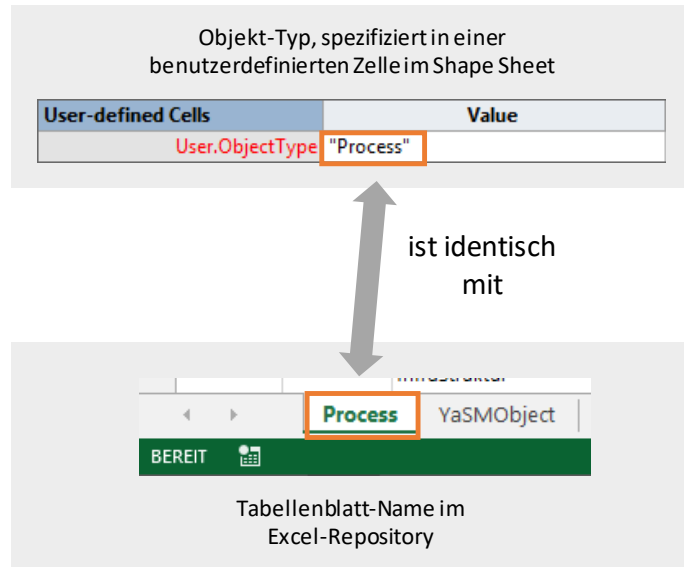 Objekt-Typ, spezifiziert in einer
benutzerdefinierten Zelle im Shape Sheet
User-defined Cells Value
User.ObjectType "Process"
ist identisch
mit
Process YaSMObject
BEREIT
Tabellenblatt-Name im
Excel-Repository